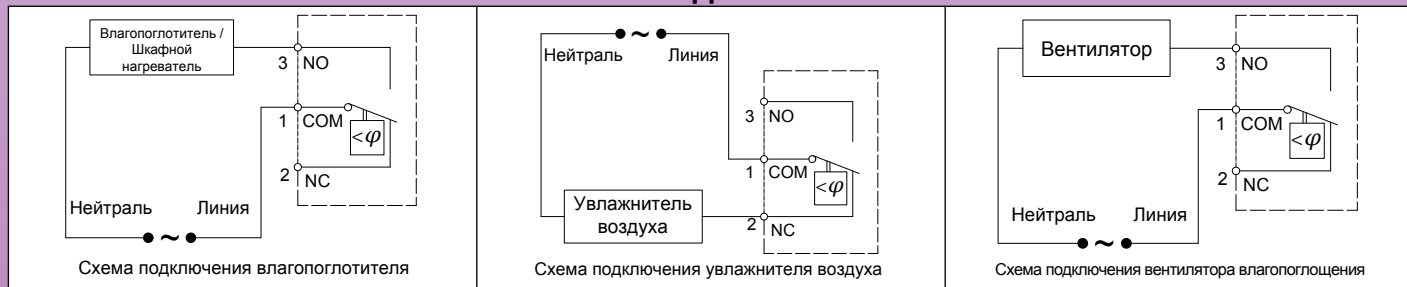 Влагопоглотитель /
Шкафной
нагреватель
3 NO
1 COM
<φ
2 NC
Нейтраль Линия
~
Схема подключения влагопоглотителя
~
Нейтраль Линия
3 NO
1 COM
<φ
Увлажнитель
воздуха
2 NC
Схема подключения увлажнителя воздуха
Вентилятор
3 NO
1 COM
<φ
2 NC
Нейтраль Линия
~
Схема подключения вентилятора влагопоглощения